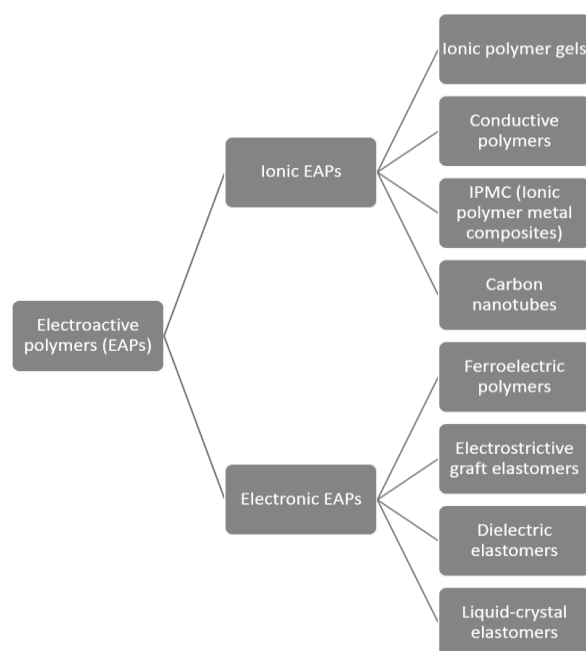 Electroactive
polymers (EAPs)
Ionic EAPs
Ionic polymer gels
Conductive
polymers
IPMC (Ionic
polymer metal
composites)
Carbon
nanotubes
Electronic EAPs
Ferroelectric
polymers
Electrostrictive
graft elastomers
Dielectric
elastomers
Liquid-crystal
elastomers